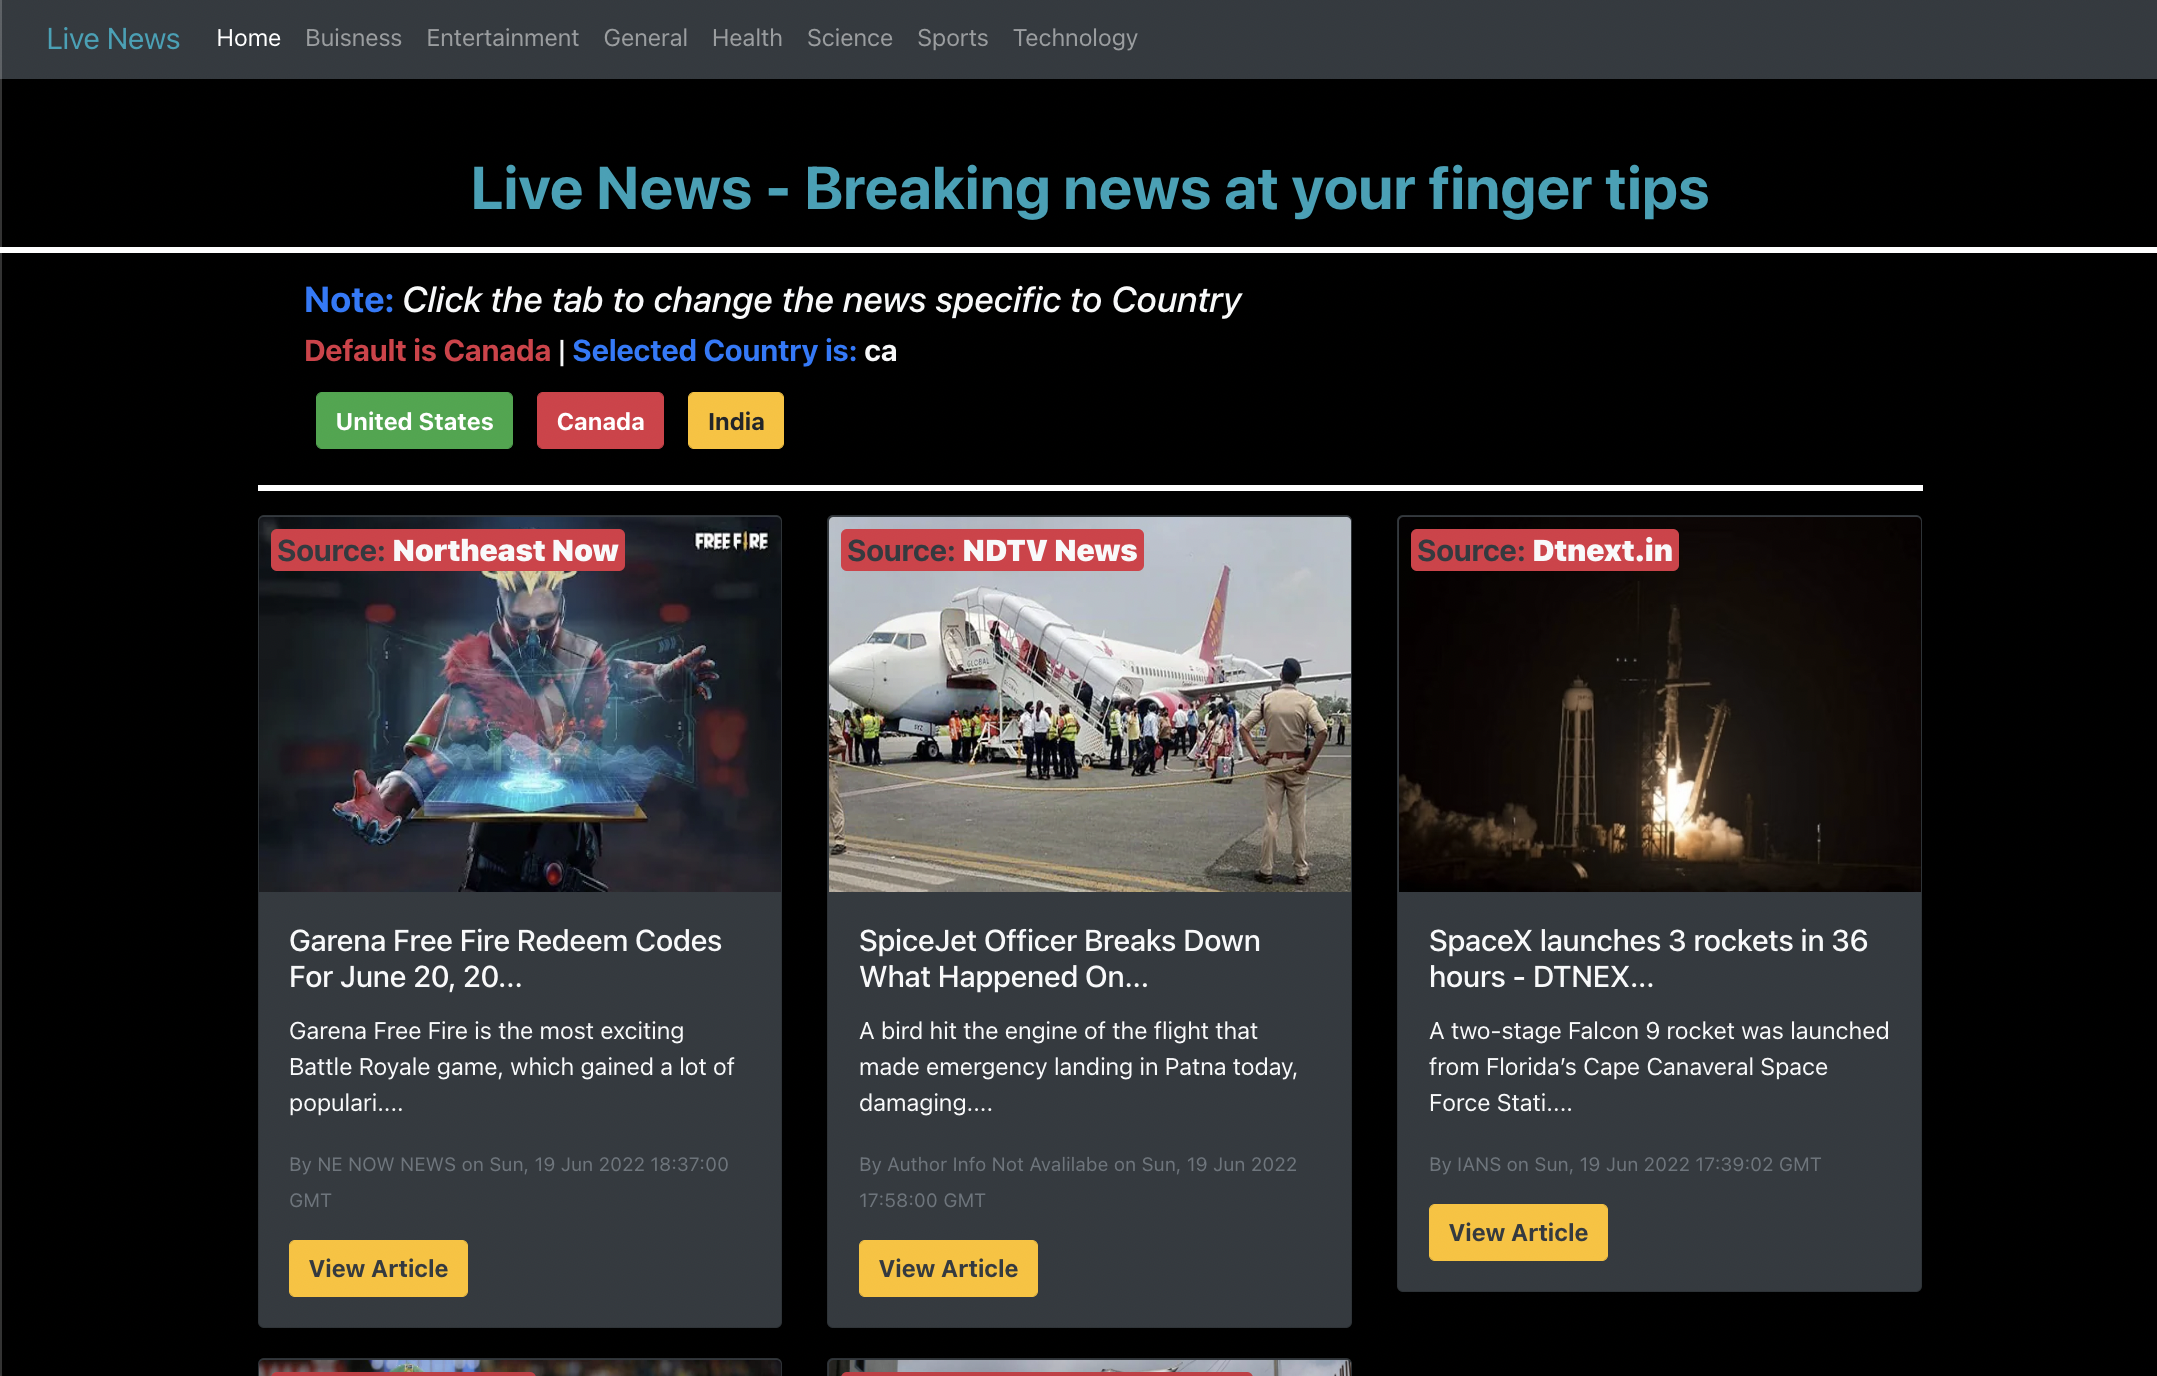 Live News Home Buisness Entertainment General Health Science Sports Technology
Live News - Breaking news at your finger tips
Note: Click the tab to change the news specific to Country
Default is Canada | Selected Country is: ca
United States Canada India
Source: Northeast Now
FREE FIRE
Garena Free Fire Redeem Codes
For June 20, 20...
Garena Free Fire is the most exciting
Battle Royale game, which gained a lot of
populari....
By NE NOW NEWS on Sun, 19 Jun 2022 18:37:00
GMT
View Article
Source: NDTV News
GLOBAL
SpiceJet Officer Breaks Down
What Happened On...
A bird hit the engine of the flight that
made emergency landing in Patna today,
damaging....
By Author Info Not Avalilabe on Sun, 19 Jun 2022
17:58:00 GMT
View Article
Source: Dtnext.in
SpaceX launches 3 rockets in 36
hours - DTNEX...
A two-stage Falcon 9 rocket was launched
from Florida’s Cape Canaveral Space
Force Stati....
By IANS on Sun, 19 Jun 2022 17:39:02 GMT
View Article